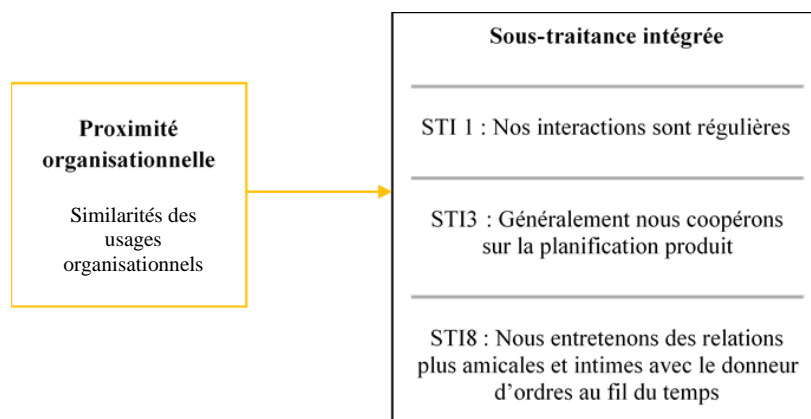 Proximité
organisationnelle
Similarités des
usages
organisationnels
Sous-traitance intégrée
STI 1 : Nos interactions sont régulières
STI3 : Généralement nous coopérons
sur la planification produit
STI8 : Nous entretenons des relations
plus amicales et intimes avec le donneur
d’ordres au fil du temps